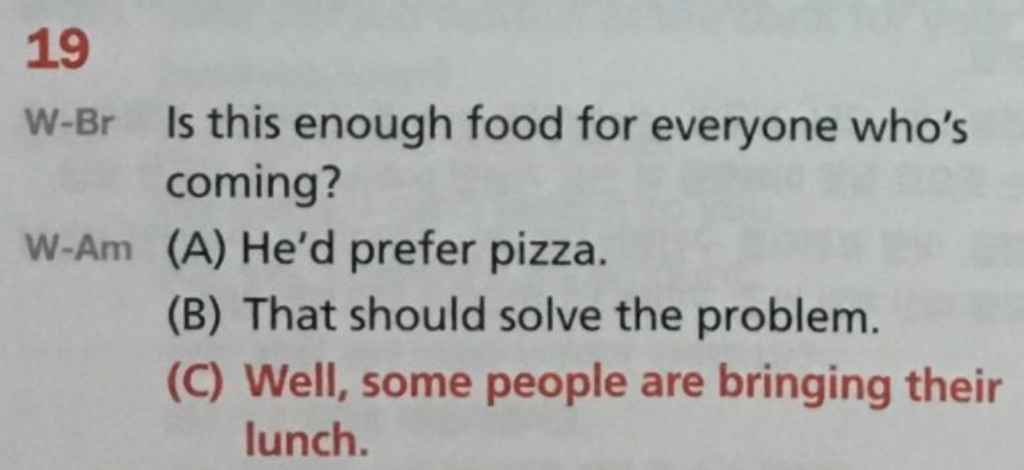 19
W-Br Is this enough food for everyone who's
coming?
W-Am (A) He'd prefer pizza.
(B) That should solve the problem.
(C) Well, some people are bringing their
lunch.